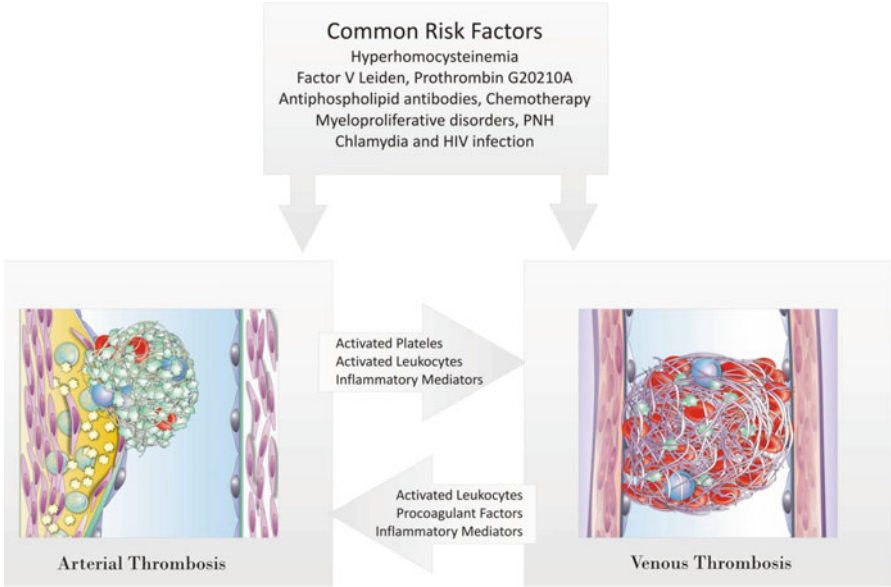 Common Risk Factors
Hyperhomocysteinemia
Factor V Leiden, Prothrombin G20210A
Antiphospholipid antibodies, Chemotherapy
Myeloproliferative disorders, PNH
Chlamydia and HIV infection
Activated Plateles
Activated Leukocytes
Inflammatory Mediators
Activated Leukocytes
Procoagulant Factors
Inflammatory Mediators
Arterial Thrombosis
Venous Thrombosis